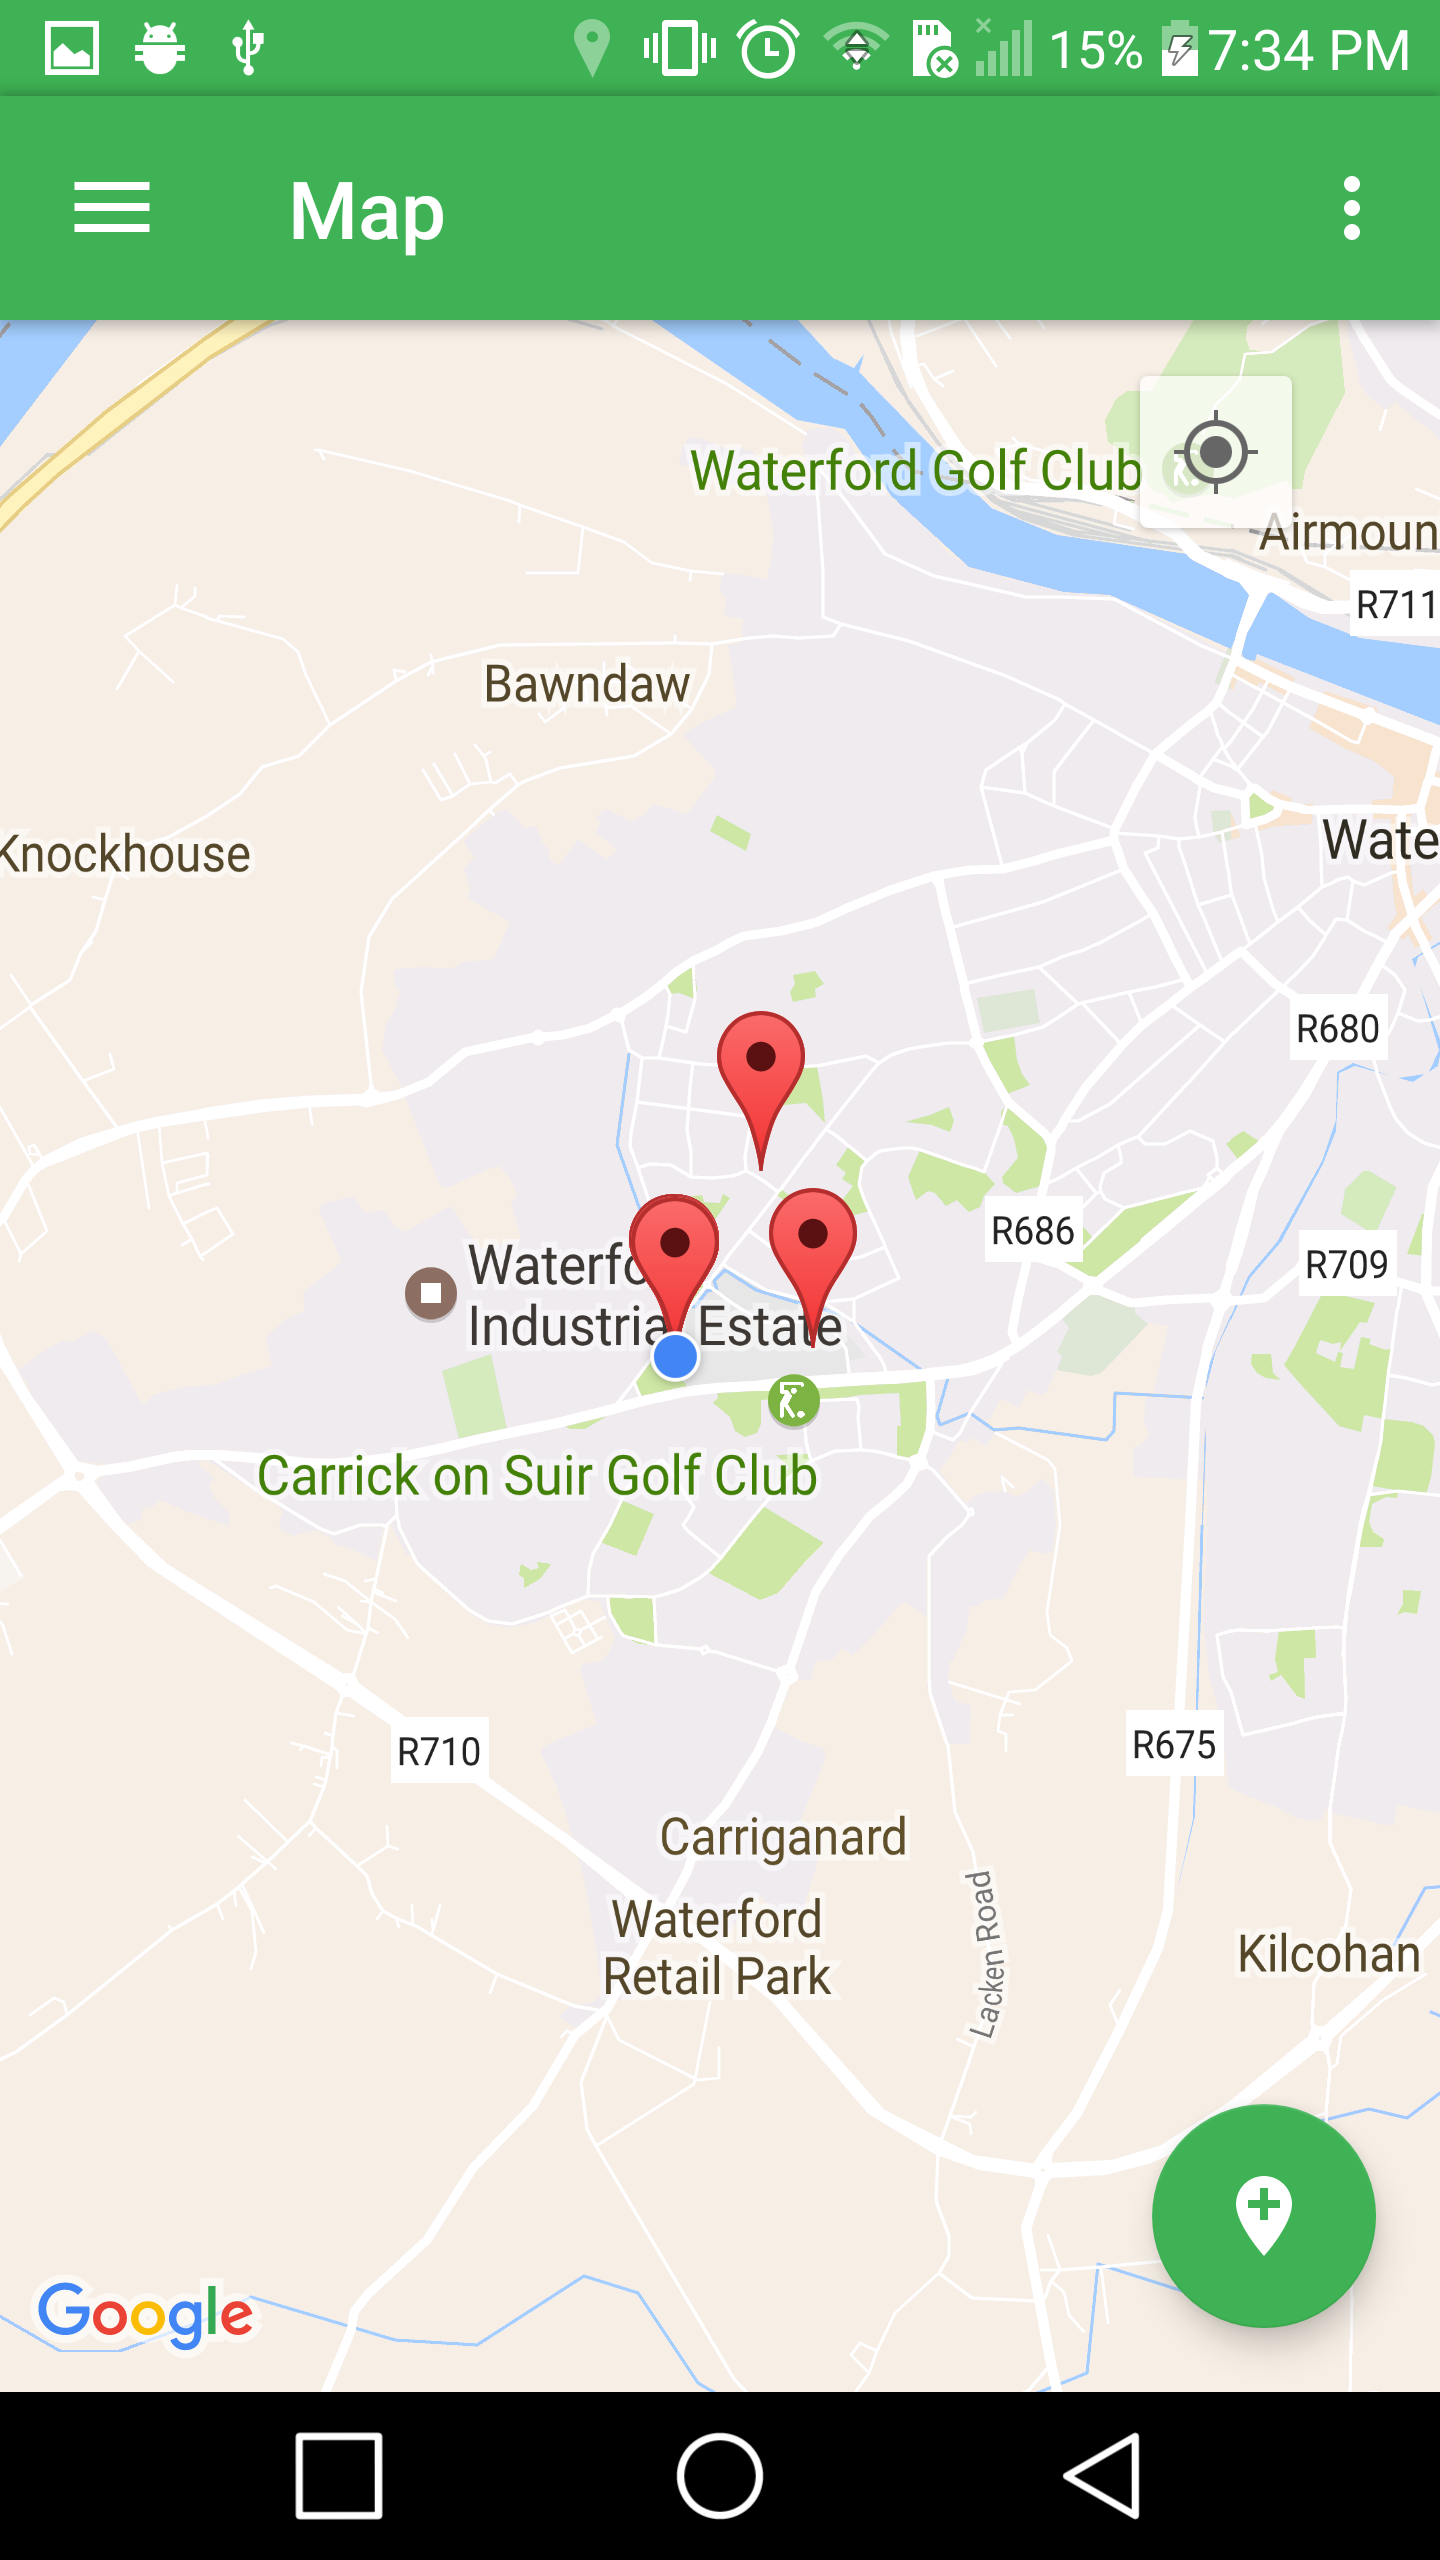 15% 7:34 PM
Map
Waterford Golf Club
Airmoun
R711
Bawndaw
Wate
Knockhouse
R680
R686
R709
Waterfo
Industrial Estate
Carrick on Suir Golf Club
R710
R675
Carriganard
Waterford
Retail Park
Lacken Road
Kilcohan
Google